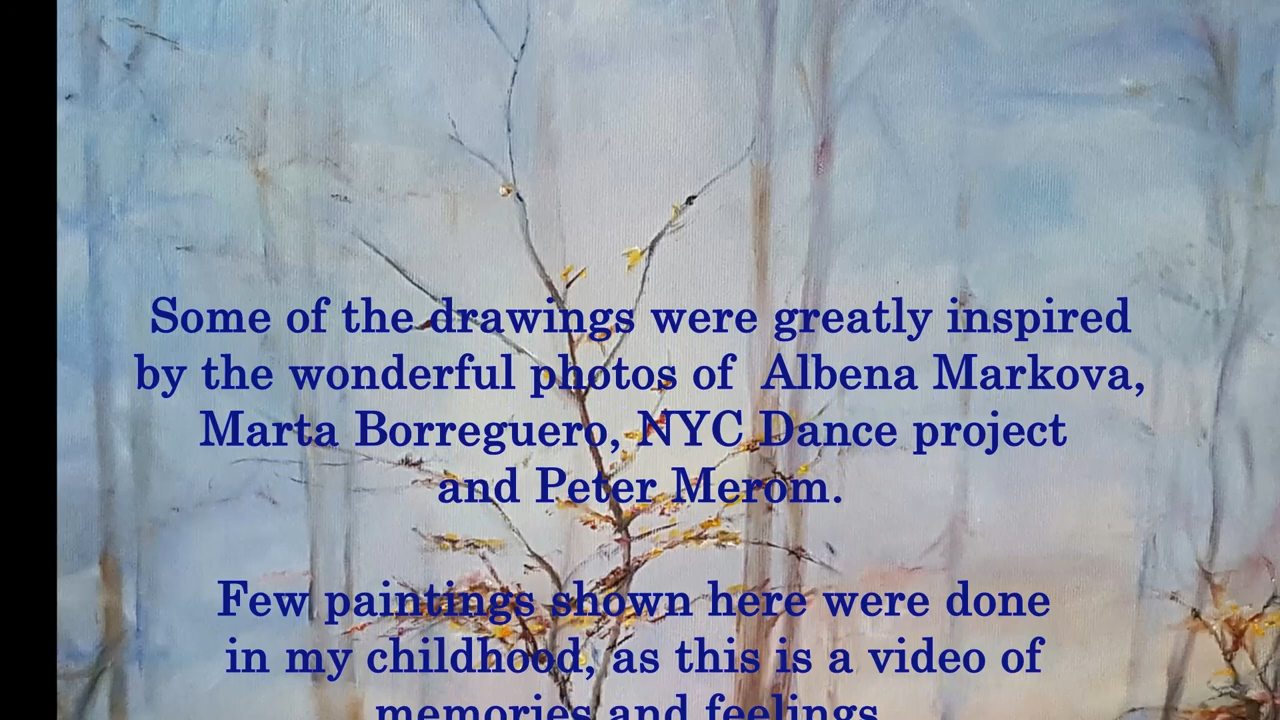 Some of the drawings were greatly inspired
by the wonderful photos of Albena Markova,
Marta Borreguero, NYC Dance project
and Peter Merom.
Few paintings shown here were done
in my childhood, as this is a video of
memories and feelings